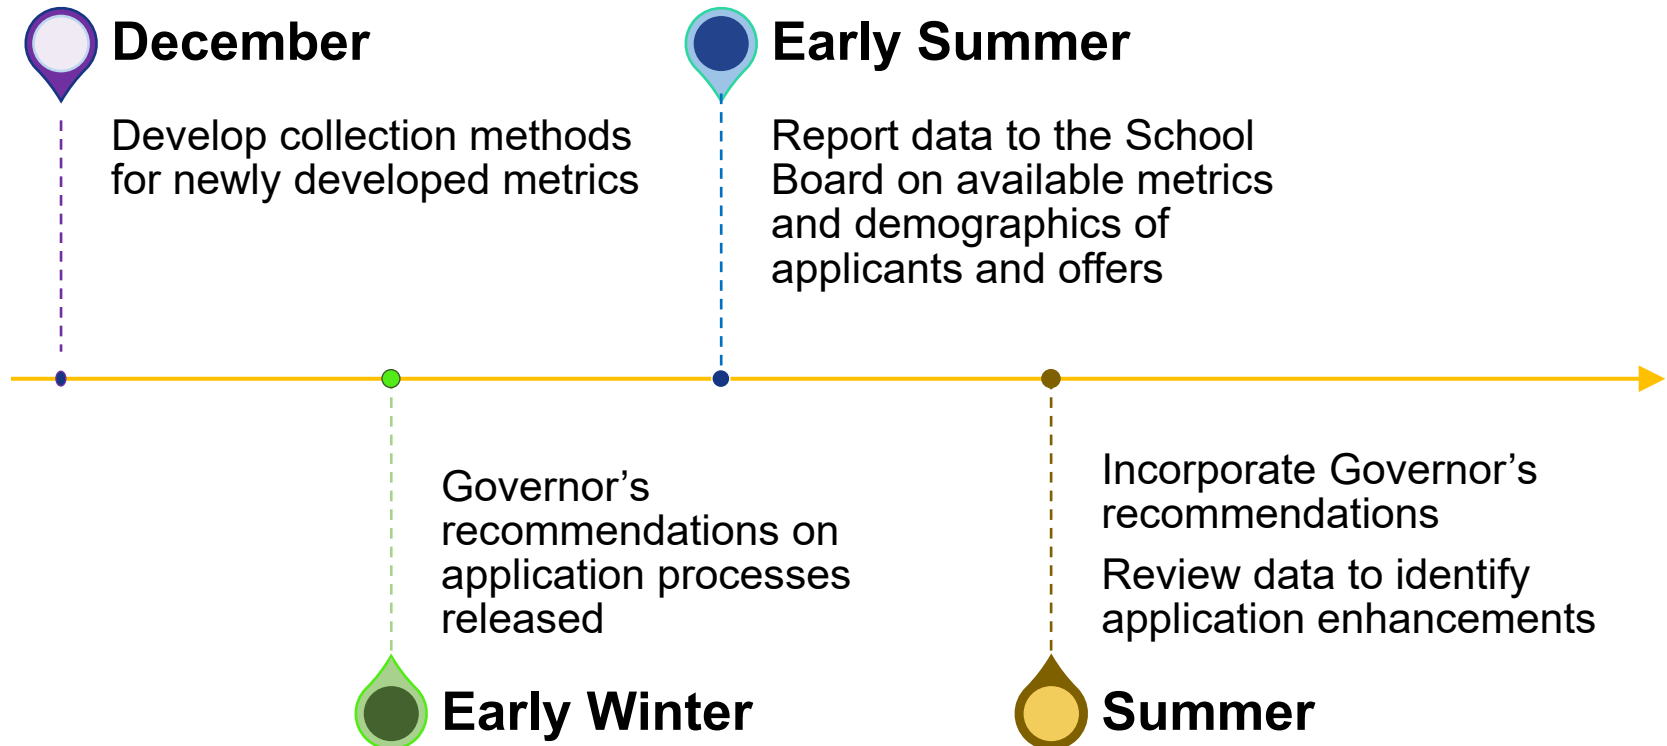 December
Develop collection methods
for newly developed metrics
Early Summer
Report data to the School
Board on available metrics
and demographics of
applicants and offers
Governor’s
recommendations on
application processes
released
Early Winter
Incorporate Governor’s
recommendations
Review data to identify
application enhancements
Summer